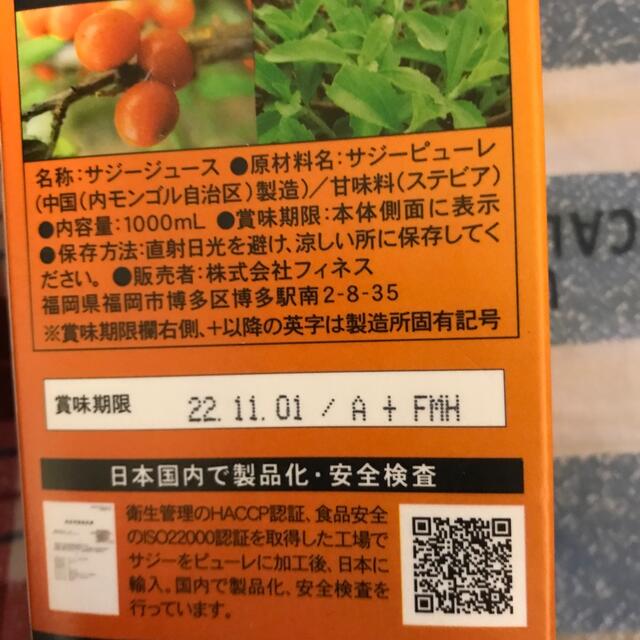 名称:サジージュース ●原材料名:サジーピューレ
(中国(内モンゴル自治区)製造)/甘味料(ステビア)
●内容量:1000mL ●賞味期限:本体側面に表示
●保存方法:直射日光を避け、涼しい所に保存してく
ださい。●販売者:株式会社フィネス
福岡県福岡市博多区博多駅南2-8-35
※賞味期限欄右側、+以降の英字は製造所固有記号
賞味期限 22.11.01 / A + FMH
日本国内で製品化・安全検査
衛生管理のHACCP認証、食品安全
のISO22000認証を取得した工場で
サジーをピューレに加工後、日本に
輸入。国内で製品化、安全検査を
行っています。